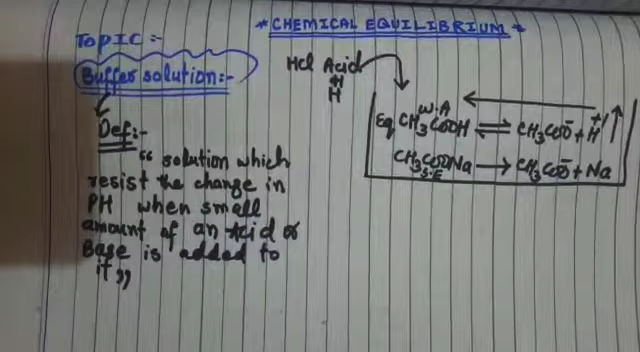 * CHEMICAL EQUILIBRIUM *
TOPIC:-
Buffer solution:-
Def:-
" solution which
resist the change in
PH when small
amount of an Acid or
Base is added to
it "
HCl Acid
H
H
W.A
Eq CH₃COOH ⇌ CH₃COO⁻ + H⁺
CH₃COONa → CH₃COO⁻ + Na
S.E